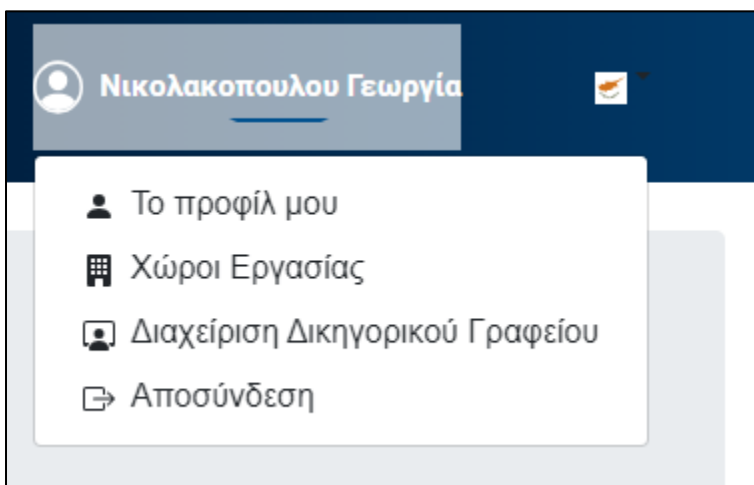 Νικολακοπουλου Γεωργία
Το προφίλ μου
Χώροι Εργασίας
Διαχείριση Δικηγορικού Γραφείου
Αποσύνδεση